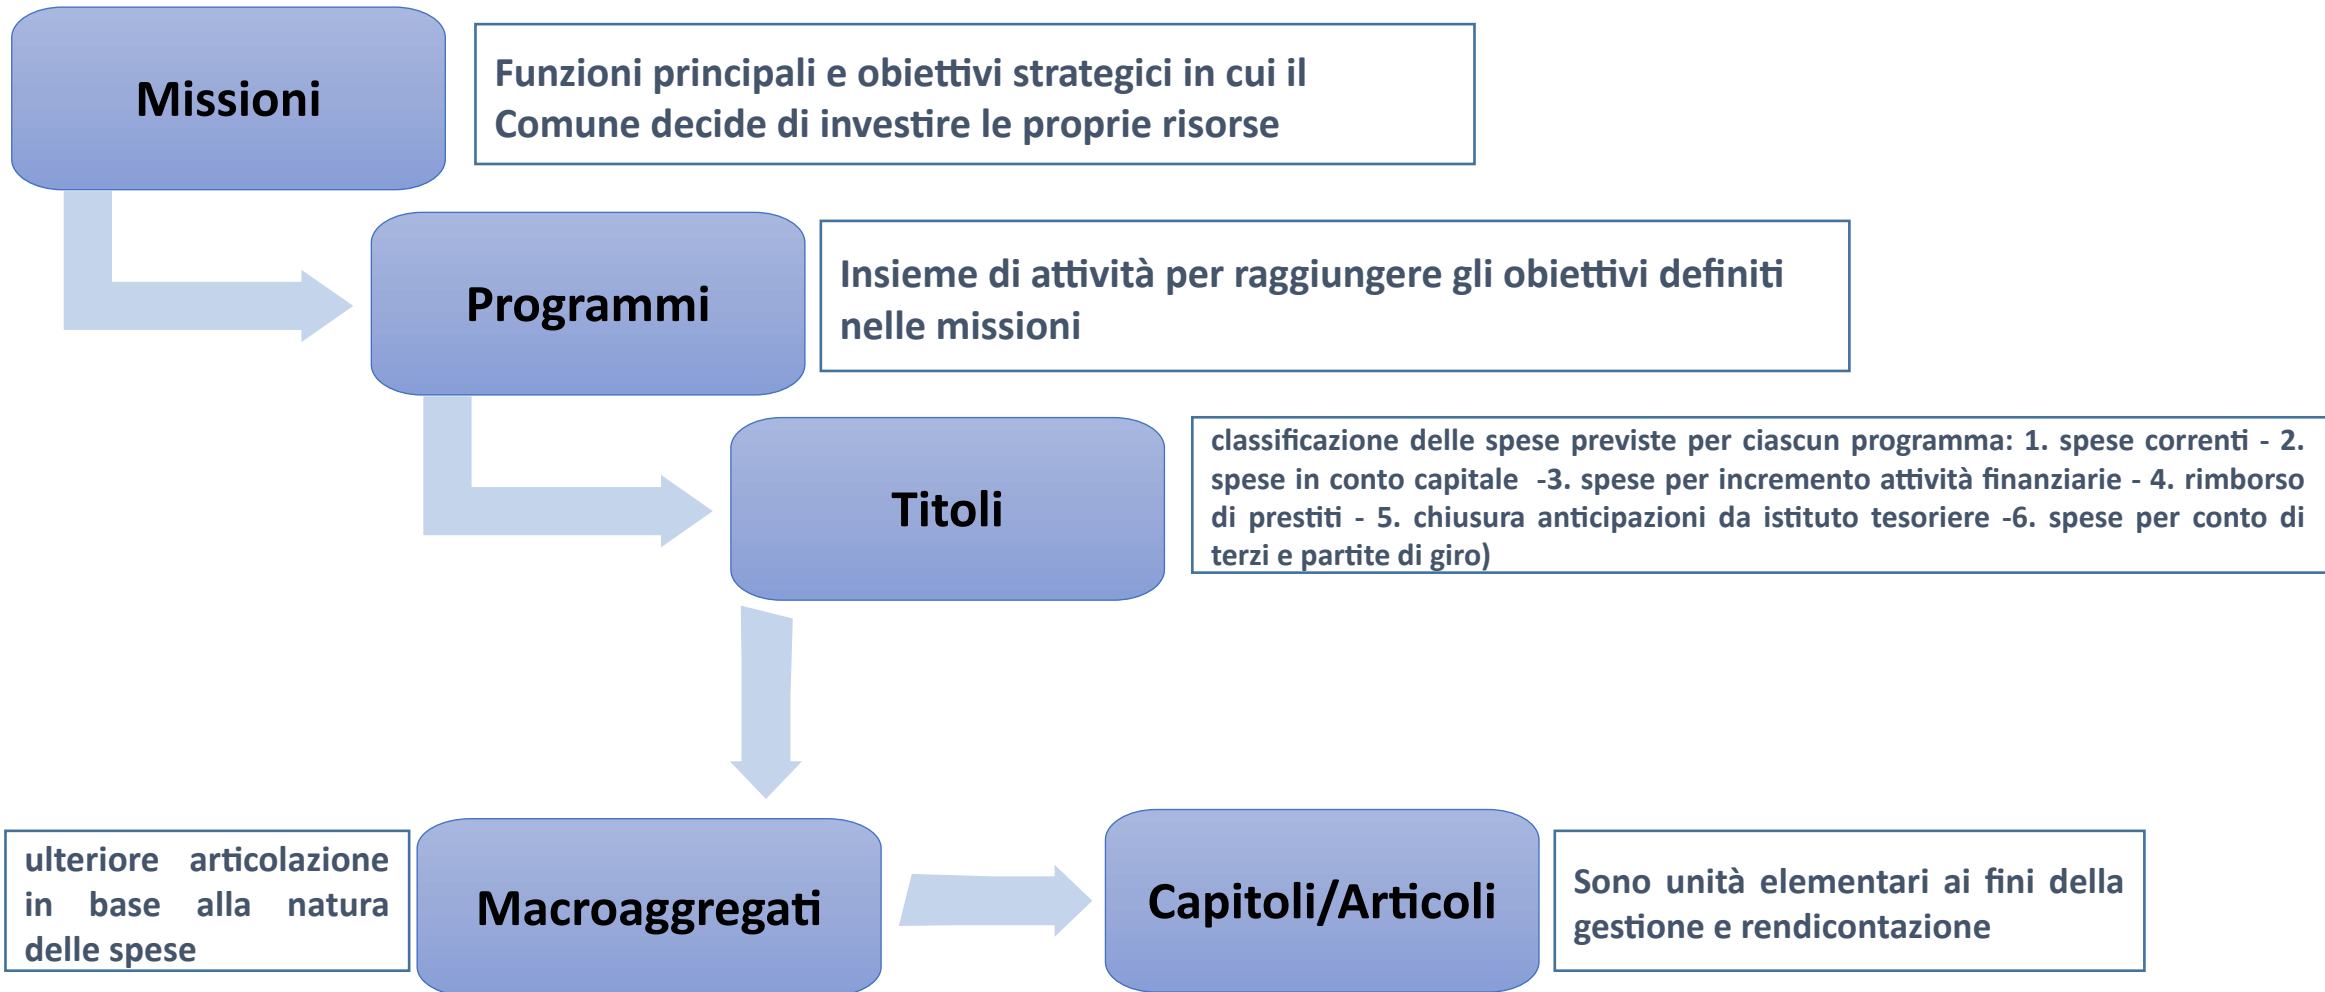 Missioni
Funzioni principali e obiettivi strategici in cui il
Comune decide di investire le proprie risorse
Programmi
Insieme di attività per raggiungere gli obiettivi definiti
nelle missioni
Titoli
classificazione delle spese previste per ciascun programma: 1. spese correnti - 2.
spese in conto capitale -3. spese per incremento attività finanziarie - 4. rimborso
di prestiti - 5. chiusura anticipazioni da istituto tesoriere -6. spese per conto di
terzi e partite di giro)
ulteriore articolazione
in base alla natura
delle spese
Macroaggregati
Capitoli/Articoli
Sono unità elementari ai fini della
gestione e rendicontazione